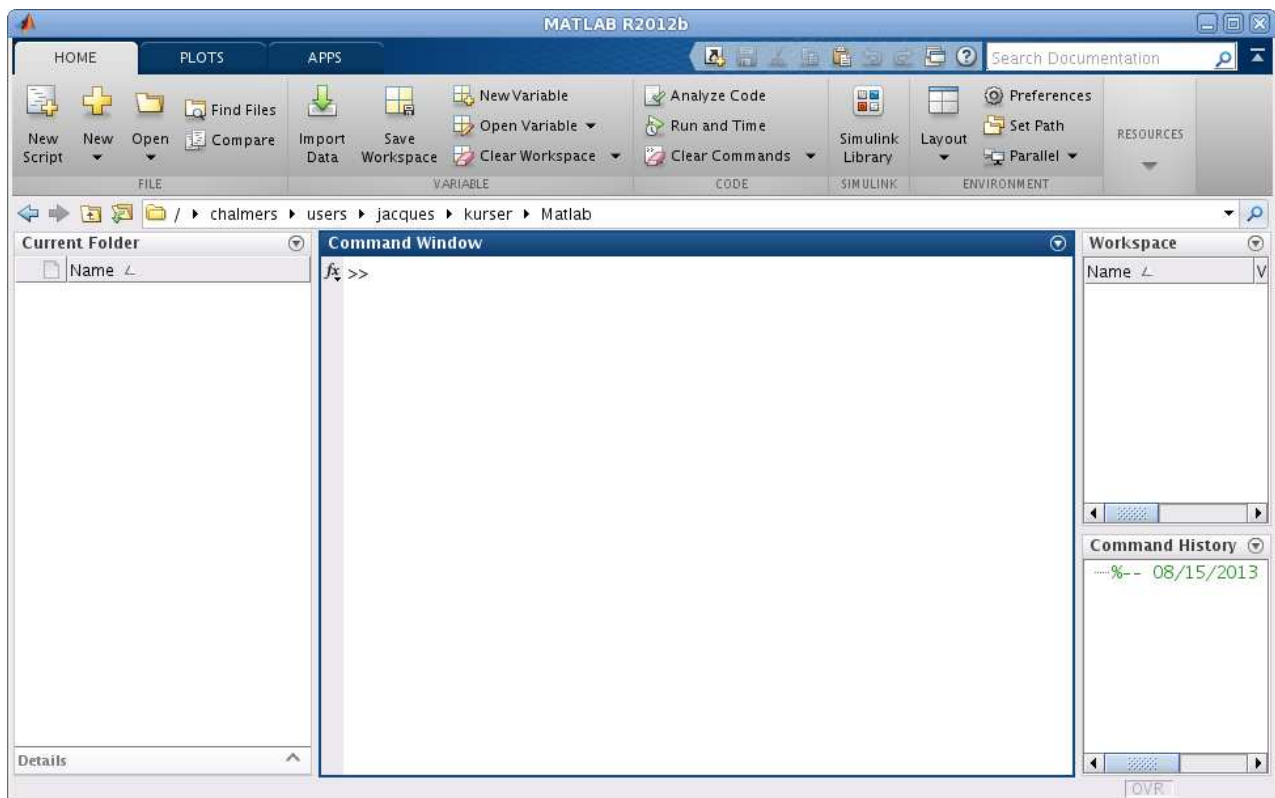 MATLAB R2012b
HOME PLOTS APPS Search Documentation
New Script
New
Open
Find Files
Compare
FILE
Import Data
Save Workspace
New Variable
Open Variable
Clear Workspace
VARIABLE
Analyze Code
Run and Time
Clear Commands
CODE
Simulink Library
SIMULINK
Layout
Preferences
Set Path
Parallel
ENVIRONMENT
RESOURCES
/ chalmers users jacques kurser Matlab
Current Folder
Name
Details
Command Window
fx >>
Workspace
Name V
Command History
%-- 08/15/2013
OVR